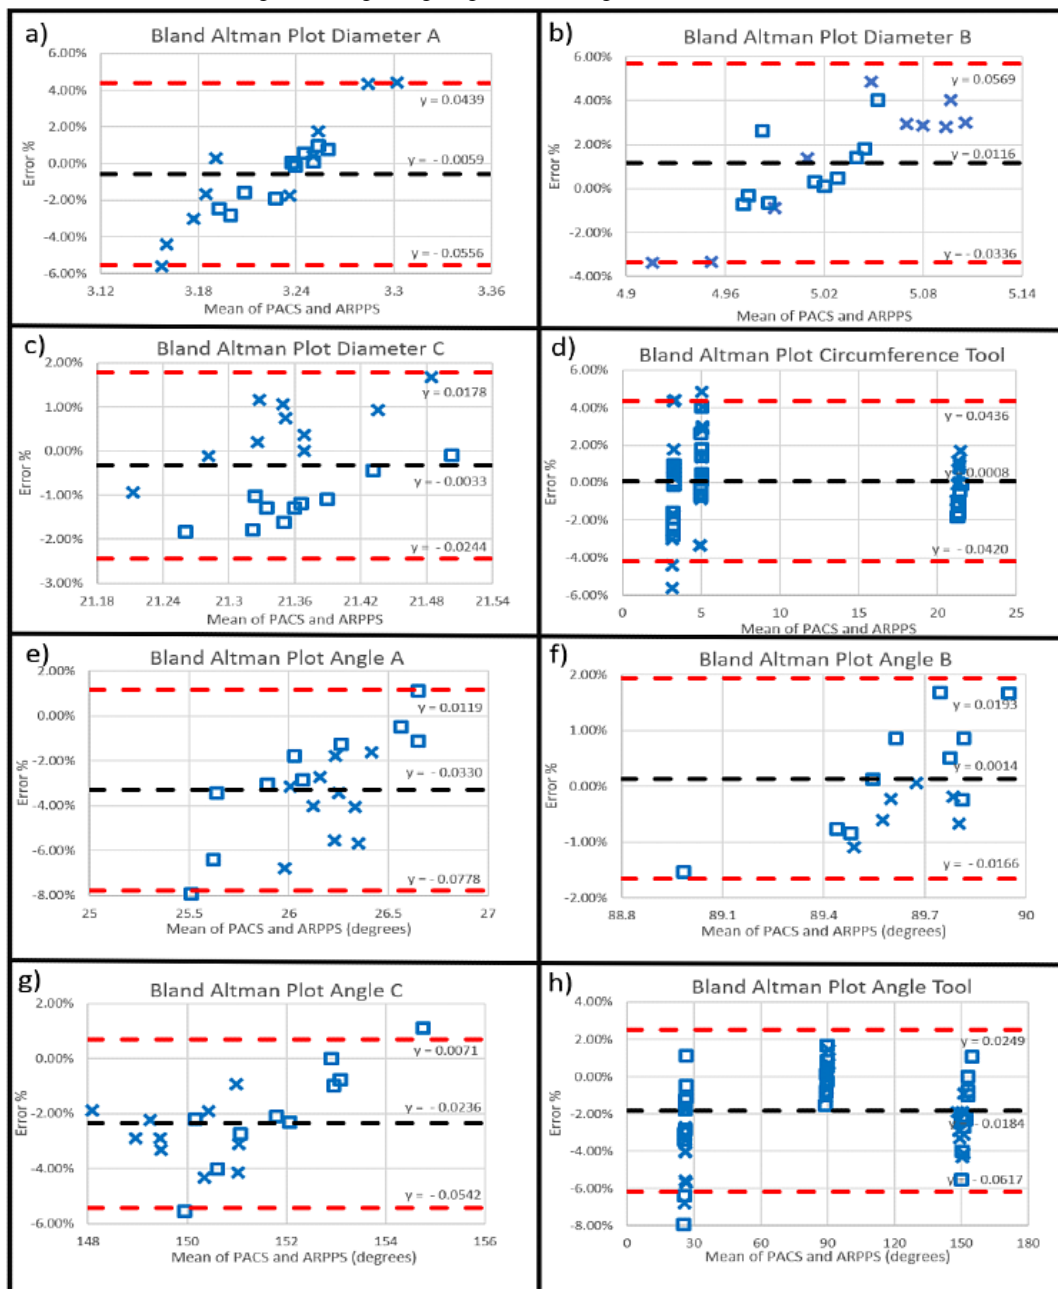 a)
Bland Altman Plot Diameter A
6.00%
4.00%
2.00%
0.00%
-2.00%
-4.00%
-6.00%
Error %
y = 0.0439
y = - 0.0059
y = - 0.0556
3.12 3.18 3.24 3.3 3.36
Mean of PACS and ARPPS
b)
Bland Altman Plot Diameter B
6.00%
4.00%
2.00%
0.00%
-2.00%
-4.00%
Error %
y = 0.0569
y = 0.0116
y = - 0.0336
4.9 4.96 5.02 5.08 5.14
Mean of PACS and ARPPS
c)
Bland Altman Plot Diameter C
2.00%
1.00%
0.00%
-1.00%
-2.00%
-3.00%
Error %
y = 0.0178
y = - 0.0033
y = - 0.0244
21.18 21.24 21.3 21.36 21.42 21.48 21.54
Mean of PACS and ARPPS
d)
Bland Altman Plot Circumference Tool
6.00%
4.00%
2.00%
0.00%
-2.00%
-4.00%
-6.00%
Error %
y = 0.0436
y = 0.0008
y = - 0.0420
0 5 10 15 20 25
Mean of PACS and ARPPS
e)
Bland Altman Plot Angle A
2.00%
0.00%
-2.00%
-4.00%
-6.00%
-8.00%
Error %
y = 0.0119
y = - 0.0330
y = - 0.0778
25 25.5 26 26.5 27
Mean of PACS and ARPPS (degrees)
f)
Bland Altman Plot Angle B
2.00%
1.00%
0.00%
-1.00%
-2.00%
Error %
y = 0.0193
y = 0.0014
y = - 0.0166
88.8 89.1 89.4 89.7 90
Mean of PACS and ARPPS (degrees)
g)
Bland Altman Plot Angle C
2.00%
0.00%
-2.00%
-4.00%
-6.00%
Error %
y = 0.0071
y = - 0.0236
y = - 0.0542
148 150 152 154 156
Mean of PACS and ARPPS (degrees)
h)
Bland Altman Plot Angle Tool
4.00%
2.00%
0.00%
-2.00%
-4.00%
-6.00%
-8.00%
Error %
y = 0.0249
y = - 0.0184
y = - 0.0617
0 30 60 90 120 150 180
Mean of PACS and ARPPS (degrees)